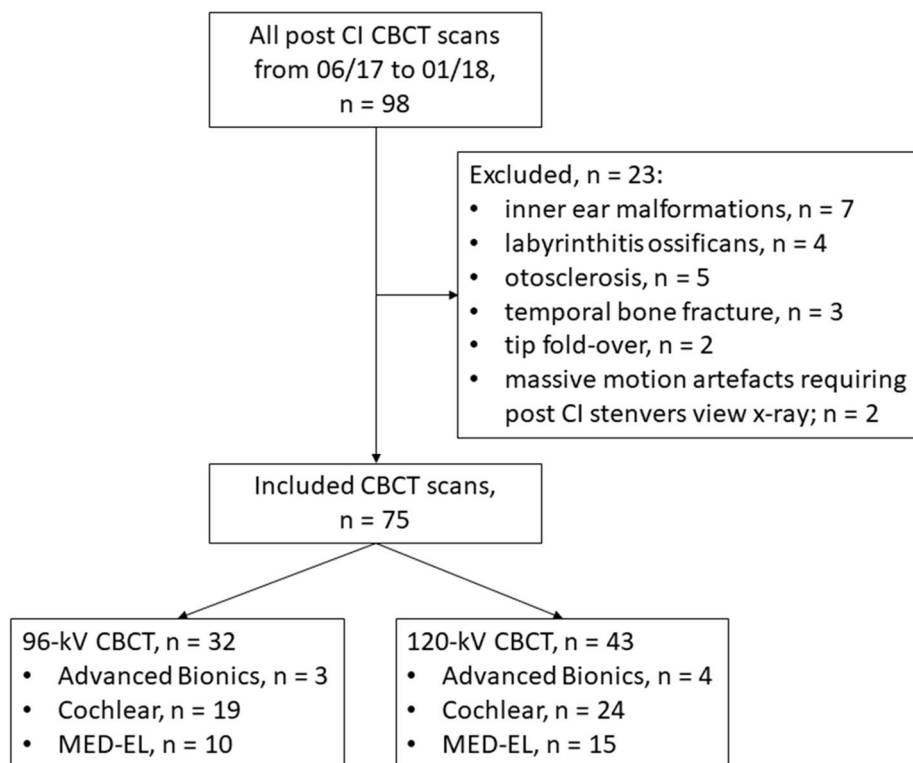 All post CI CBCT scans
from 06/17 to 01/18,
n = 98
Excluded, n = 23:
• inner ear malformations, n = 7
• labyrinthitis ossificans, n = 4
• otosclerosis, n = 5
• temporal bone fracture, n = 3
• tip fold-over, n = 2
• massive motion artefacts requiring
post CI stenvers view x-ray; n = 2
Included CBCT scans,
n = 75
96-kV CBCT, n = 32
• Advanced Bionics, n = 3
• Cochlear, n = 19
• MED-EL, n = 10
120-kV CBCT, n = 43
• Advanced Bionics, n = 4
• Cochlear, n = 24
• MED-EL, n = 15